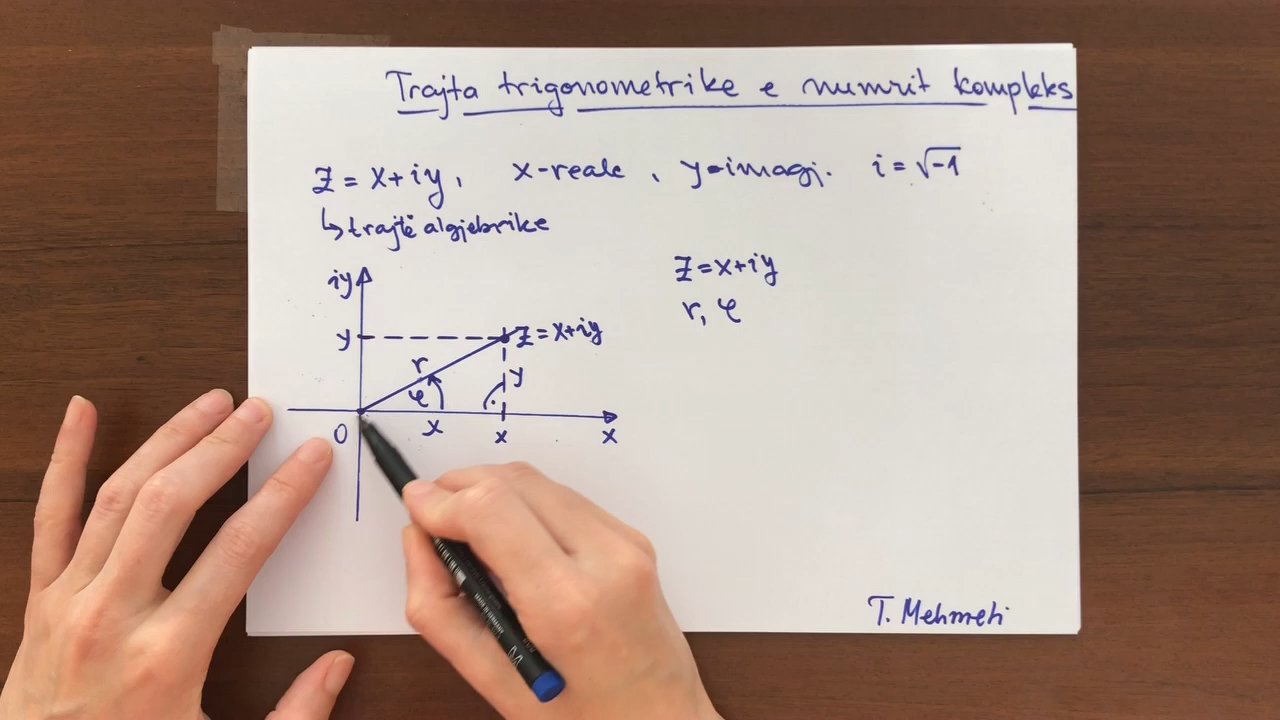 Trajta trigonometrike e numrit kompleks
z = x+iy, x-reale, y-imagj. i = √-1
↳ trajtë algjebrike
iy
z = x+iy
r, φ
y
z = x+iy
r
y
φ
0
x
x
x
T. Mehmeti